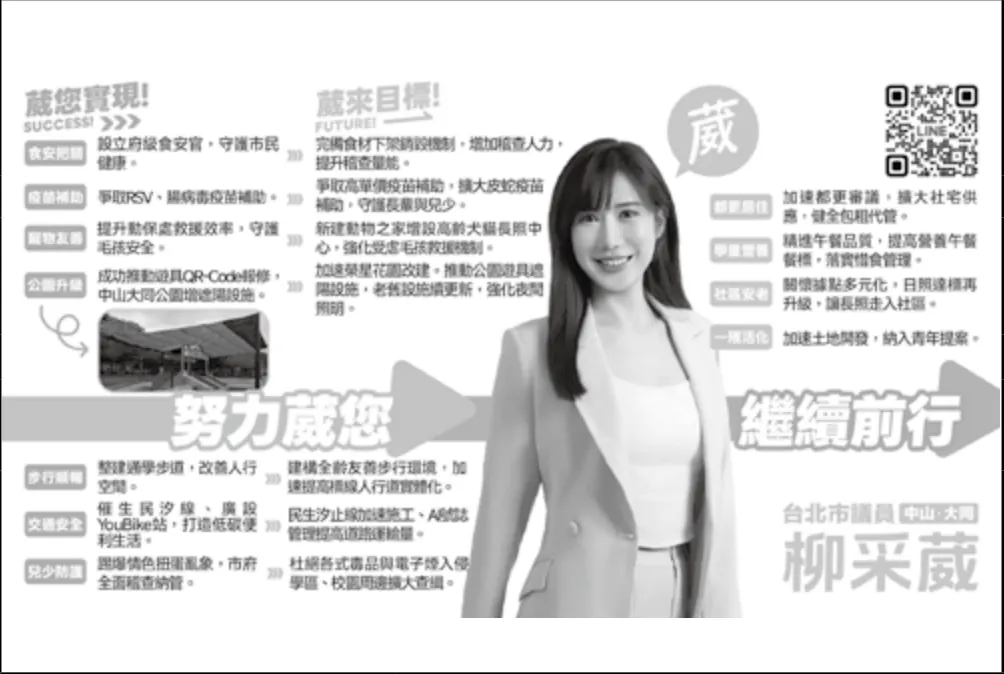 葳您實現!
SUCCESS!
葳來目標!
FUTURE!
葳
LINE
食安把關
設立府級食安官，守護市民
健康。
完備食材下架銷毀機制，增加稽查人力，
提升稽查量能。
疫苗補助
爭取RSV、腸病毒疫苗補助。
爭取高單價疫苗補助，擴大皮蛇疫苗
補助，守護長輩與兒少。
寵物友善
提升動保處救援效率，守護
毛孩安全。
新建動物之家增設高齡犬貓長照中
心，強化受虐毛孩救援機制。
公園升級
成功推動遊具QR-Code報修，
中山大同公園增遮陽設施。
加速榮星花園改建。推動公園遊具遮
陽設施，老舊設施續更新，強化夜間
照明。
都更居住
加速都更審議，擴大社宅供
應，健全包租代管。
學童營養
精進午餐品質，提高營養午餐
餐標，落實惜食管理。
社區安老
關懷據點多元化，日照達標再
升級，讓長照走入社區。
一殯活化
加速土地開發，納入青年提案。
努力葳您
繼續前行
步行順暢
整建通學步道，改善人行
空間。
建構全齡友善步行環境，加
速提高橋線人行道實體化。
交通安全
催生民汐線、廣設
YouBike站，打造低碳便
利生活。
民生汐止線加速施工、AI號誌
管理提高道路運輸量。
兒少防護
踢爆情色扭蛋亂象，市府
全面稽查納管。
杜絕各式毒品與電子煙入侵
學區、校園周邊擴大查緝。
台北市議員 中山·大同
柳采葳